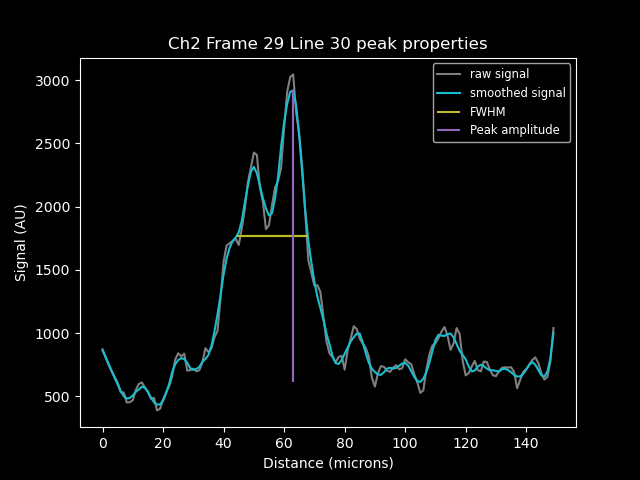 Ch2 Frame 29 Line 30 peak properties
raw signal
smoothed signal
FWHM
Peak amplitude
3000
2500
2000
1500
1000
500
Signal (AU)
0 20 40 60 80 100 120 140
Distance (microns)